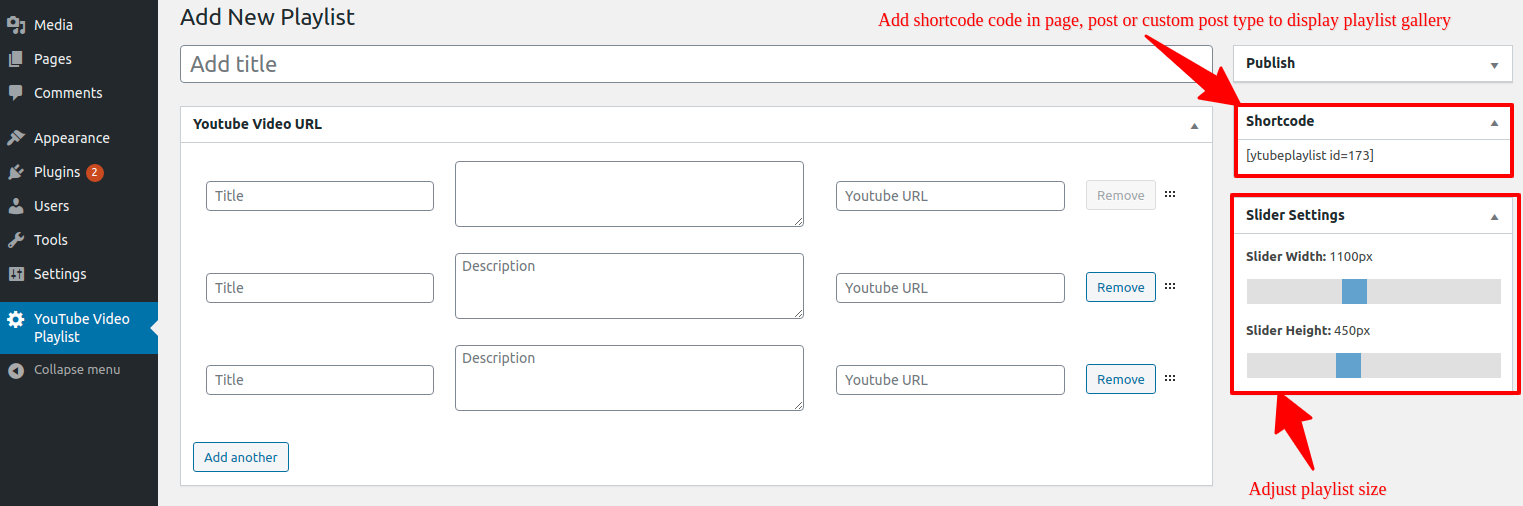 Media
Pages
Comments
Appearance
Plugins 2
Users
Tools
Settings
YouTube Video
Playlist
Collapse menu
Add New Playlist
Add title
Youtube Video URL
Title
Youtube URL
Remove
Title
Description
Youtube URL
Remove
Title
Description
Youtube URL
Remove
Add another
Add shortcode code in page, post or custom post type to display playlist gallery
Publish
Shortcode
[ytubeplaylist id=173]
Slider Settings
Slider Width: 1100px
Slider Height: 450px
Adjust playlist size